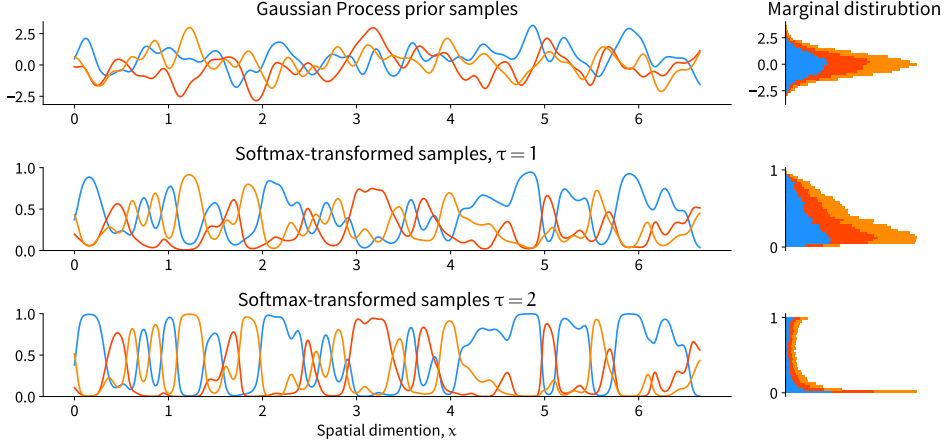 Gaussian Process prior samples
Marginal distirubtion
2.5
0.0
−2.5
0 1 2 3 4 5 6
2.5
0.0
−2.5
Softmax-transformed samples, τ = 1
1.0
0.5
0.0
0 1 2 3 4 5 6
1
0
Softmax-transformed samples τ = 2
1.0
0.5
0.0
0 1 2 3 4 5 6
1
0
Spatial dimention, x